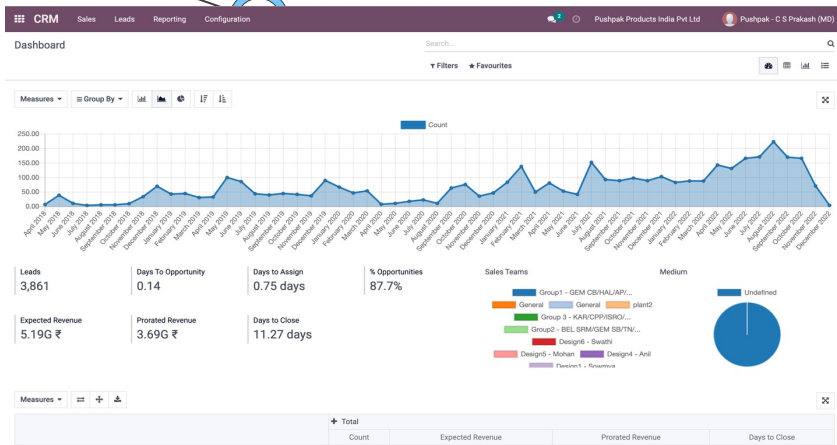 CRM Sales Leads Reporting Configuration 2 Pushpak Products India Pvt Ltd Pushpak - C S Prakash (MD)
Dashboard Search...
Filters Favourites
Measures Group By
Count
250.00
200.00
150.00
100.00
50.00
0.00
April 2018 May 2018 June 2018 August 2018 September 2018 October 2018 November 2018 December 2018 January 2019 February 2019 March 2019 April 2019 May 2019 June 2019 July 2019 August 2019 September 2019 October 2019 November 2019 December 2019 January 2020 February 2020 March 2020 April 2020 May 2020 June 2020 July 2020 August 2020 September 2020 October 2020 November 2020 December 2020 January 2021 February 2021 March 2021 April 2021 May 2021 June 2021 July 2021 August 2021 September 2021 October 2021 November 2021 December 2021 January 2022 February 2022 March 2022 April 2022 May 2022 June 2022 July 2022 August 2022 September 2022 October 2022 November 2022 December 2022
Leads Days To Opportunity Days to Assign % Opportunities Sales Teams Medium
3,861 0.14 0.75 days 87.7%
Group1 - GEM CB/HAL/AP/... Undefined
General General plant2
Expected Revenue Prorated Revenue Days to Close Group 3 - KAR/CPP/ISRO/...
5.19G ₹ 3.69G ₹ 11.27 days Group2 - BEL SRM/GEM SB/TN/...
Design6 - Swathi
Design5 - Mohan Design4 - Anil
Design1 - Sowmya
Measures
Total
Count Expected Revenue Prorated Revenue Days to Close